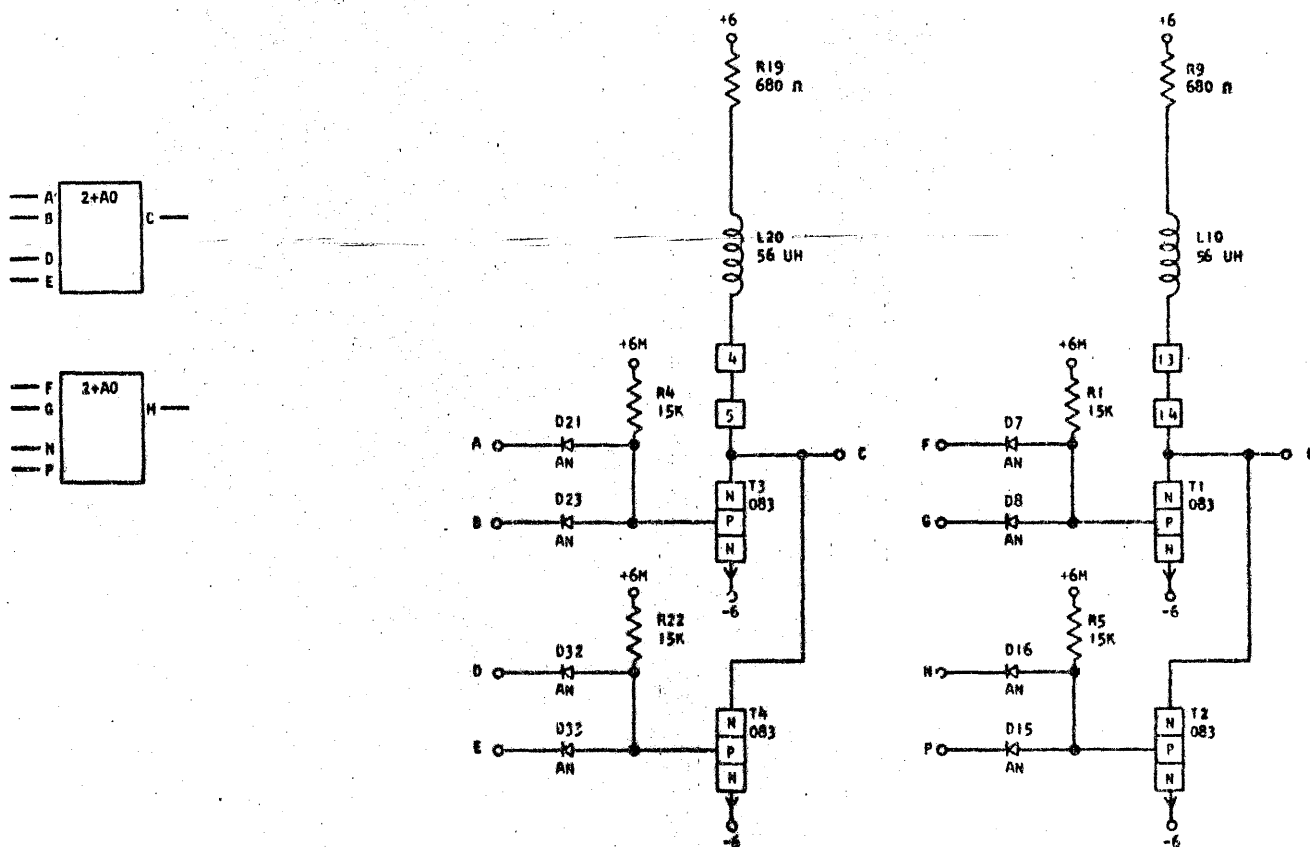 +6
R19
680 Ω
+6
R9
680 Ω
2+A0
A
B
C
D
E
L20
56 UH
L10
56 UH
2+A0
F
G
H
N
P
+6M
4
5
R4
15K
D21
A
AN
C
D23
B
AN
T3
083
N
P
N
-6
+6M
13
14
R1
15K
D7
F
AN
D8
G
AN
T1
083
N
P
N
-6
+6M
R22
15K
D32
D
AN
D33
E
AN
T4
083
N
P
N
-6
+6M
R5
15K
D16
N
AN
D15
P
AN
T2
083
N
P
N
-6